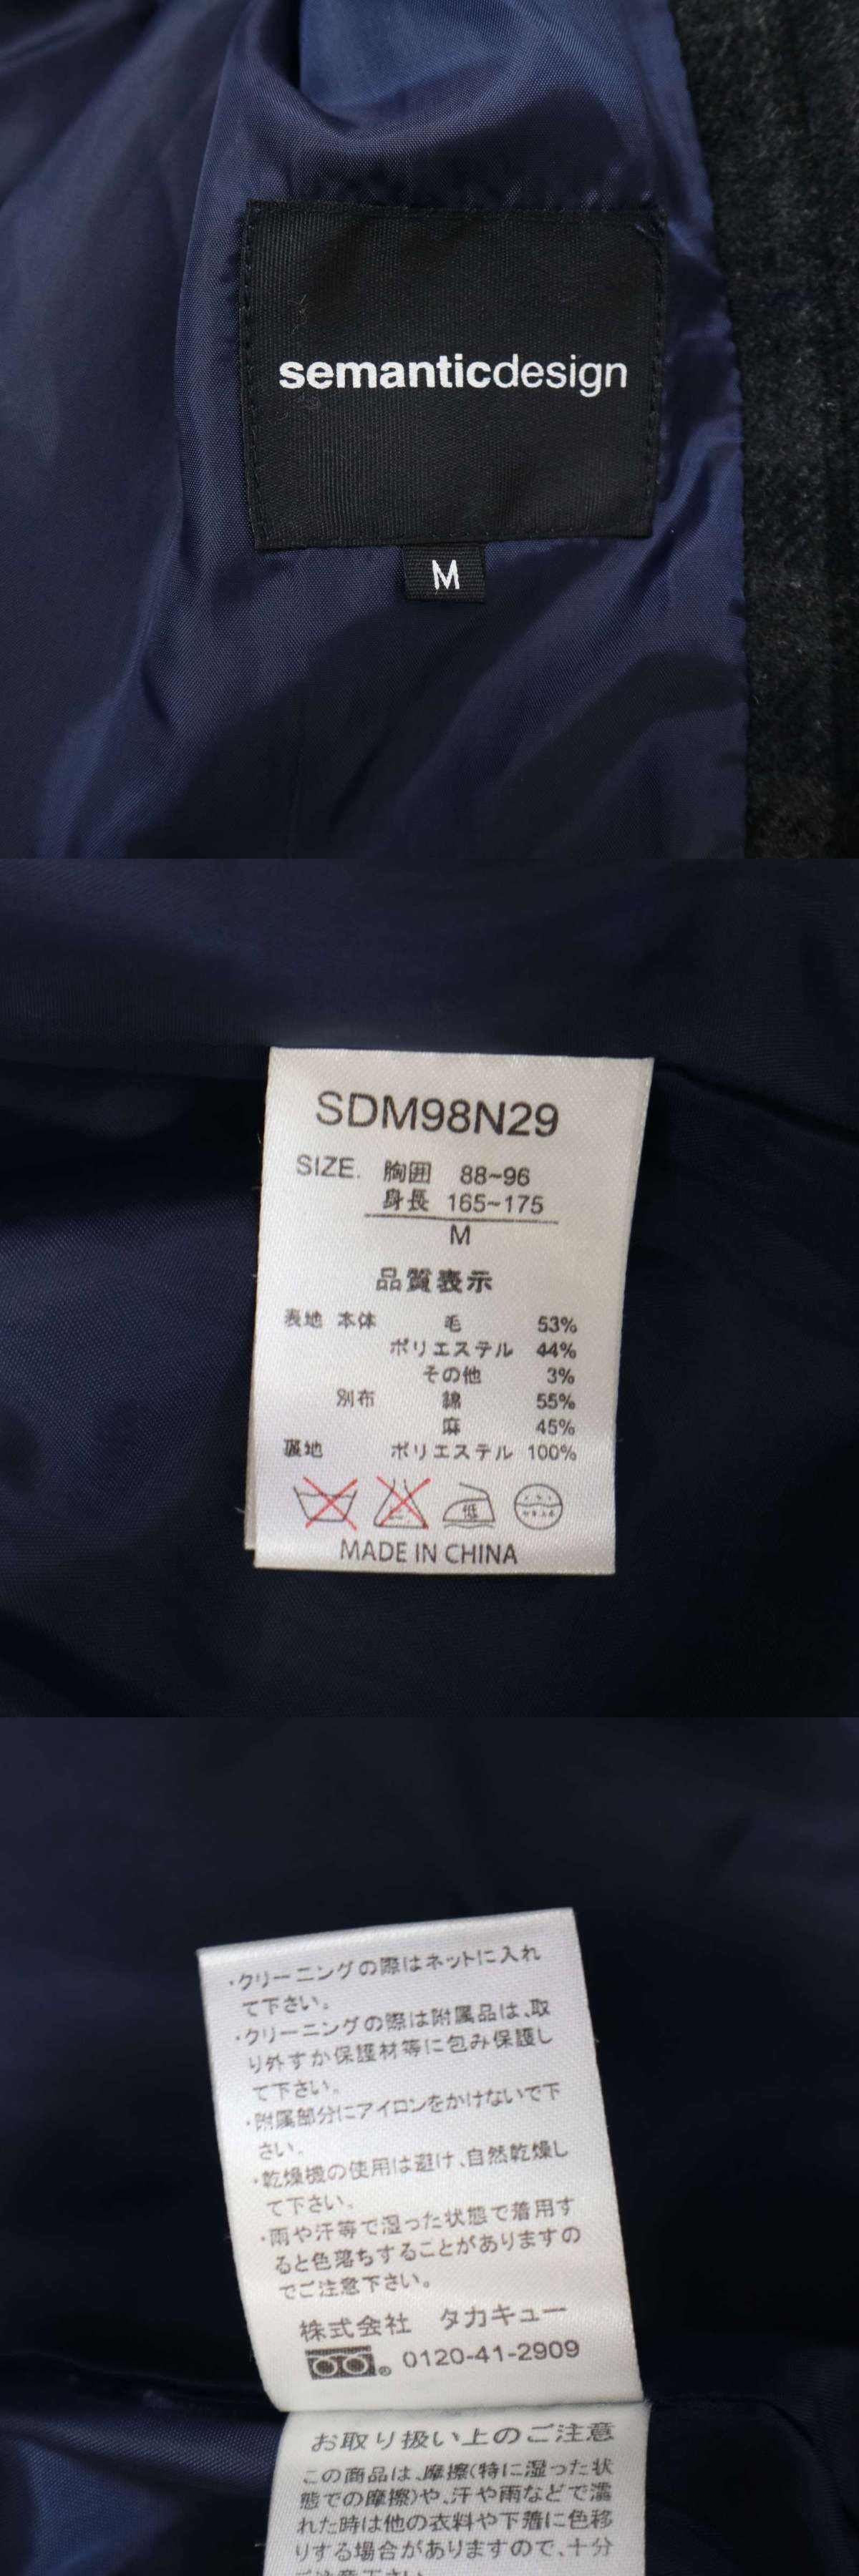 semanticdesign
M
SDM98N29
SIZE. 胸囲 88~96
身長 165~175
M
品質表示
表地 本体 毛 53%
ポリエステル 44%
その他 3%
別布 綿 55%
麻 45%
裏地 ポリエステル 100%
低
MADE IN CHINA
・クリーニングの際はネットに入れ
て下さい。
・クリーニングの際は附属品は、取
り外すか保護材等に包み保護し
て下さい。
・附属部分にアイロンをかけないで下
さい。
・乾燥機の使用は避け、自然乾燥し
て下さい。
・雨や汗等で湿った状態で着用す
ると色落ちすることがありますの
でご注意下さい。
株式会社 タカキュー
® 0120-41-2909
お取り扱い上のご注意
この商品は、摩擦(特に湿った状
態での摩擦)や、汗や雨などで濡
れた時は他の衣料や下着に色移
りする場合がありますので、十分